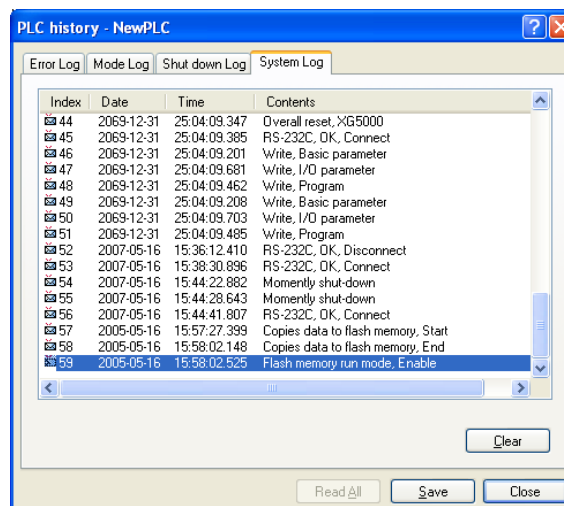 PLC history - NewPLC
Error Log Mode Log Shut down Log System Log
Index Date Time Contents
44 2069-12-31 25:04:09.347 Overall reset, XG5000
45 2069-12-31 25:04:09.385 RS-232C, OK, Connect
46 2069-12-31 25:04:09.201 Write, Basic parameter
47 2069-12-31 25:04:09.681 Write, I/O parameter
48 2069-12-31 25:04:09.462 Write, Program
49 2069-12-31 25:04:09.208 Write, Basic parameter
50 2069-12-31 25:04:09.703 Write, I/O parameter
51 2069-12-31 25:04:09.485 Write, Program
52 2007-05-16 15:36:12.410 RS-232C, OK, Disconnect
53 2007-05-16 15:38:30.896 RS-232C, OK, Connect
54 2007-05-16 15:44:22.882 Momently shut-down
55 2007-05-16 15:44:28.643 Momently shut-down
56 2007-05-16 15:44:41.807 RS-232C, OK, Connect
57 2005-05-16 15:57:27.399 Copies data to flash memory, Start
58 2005-05-16 15:58:02.148 Copies data to flash memory, End
59 2005-05-16 15:58:02.525 Flash memory run mode, Enable
Clear
Read All Save Close